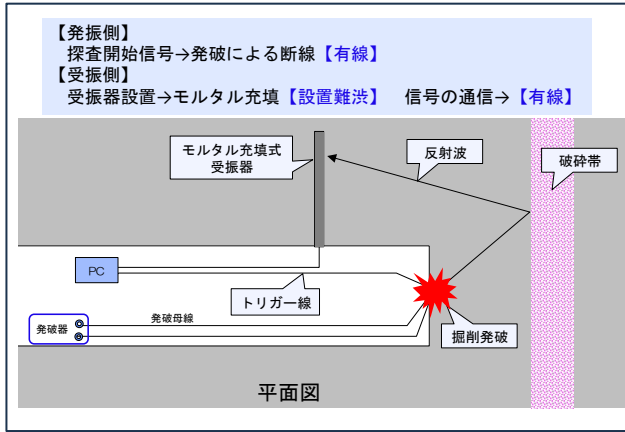 【発振側】
探査開始信号→発破による断線【有線】
【受振側】
受振器設置→モルタル充填【設置難渋】　信号の通信→【有線】
モルタル充填式
受振器
反射波
破砕帯
PC
トリガー線
発破母線
発破器
掘削発破
平面図